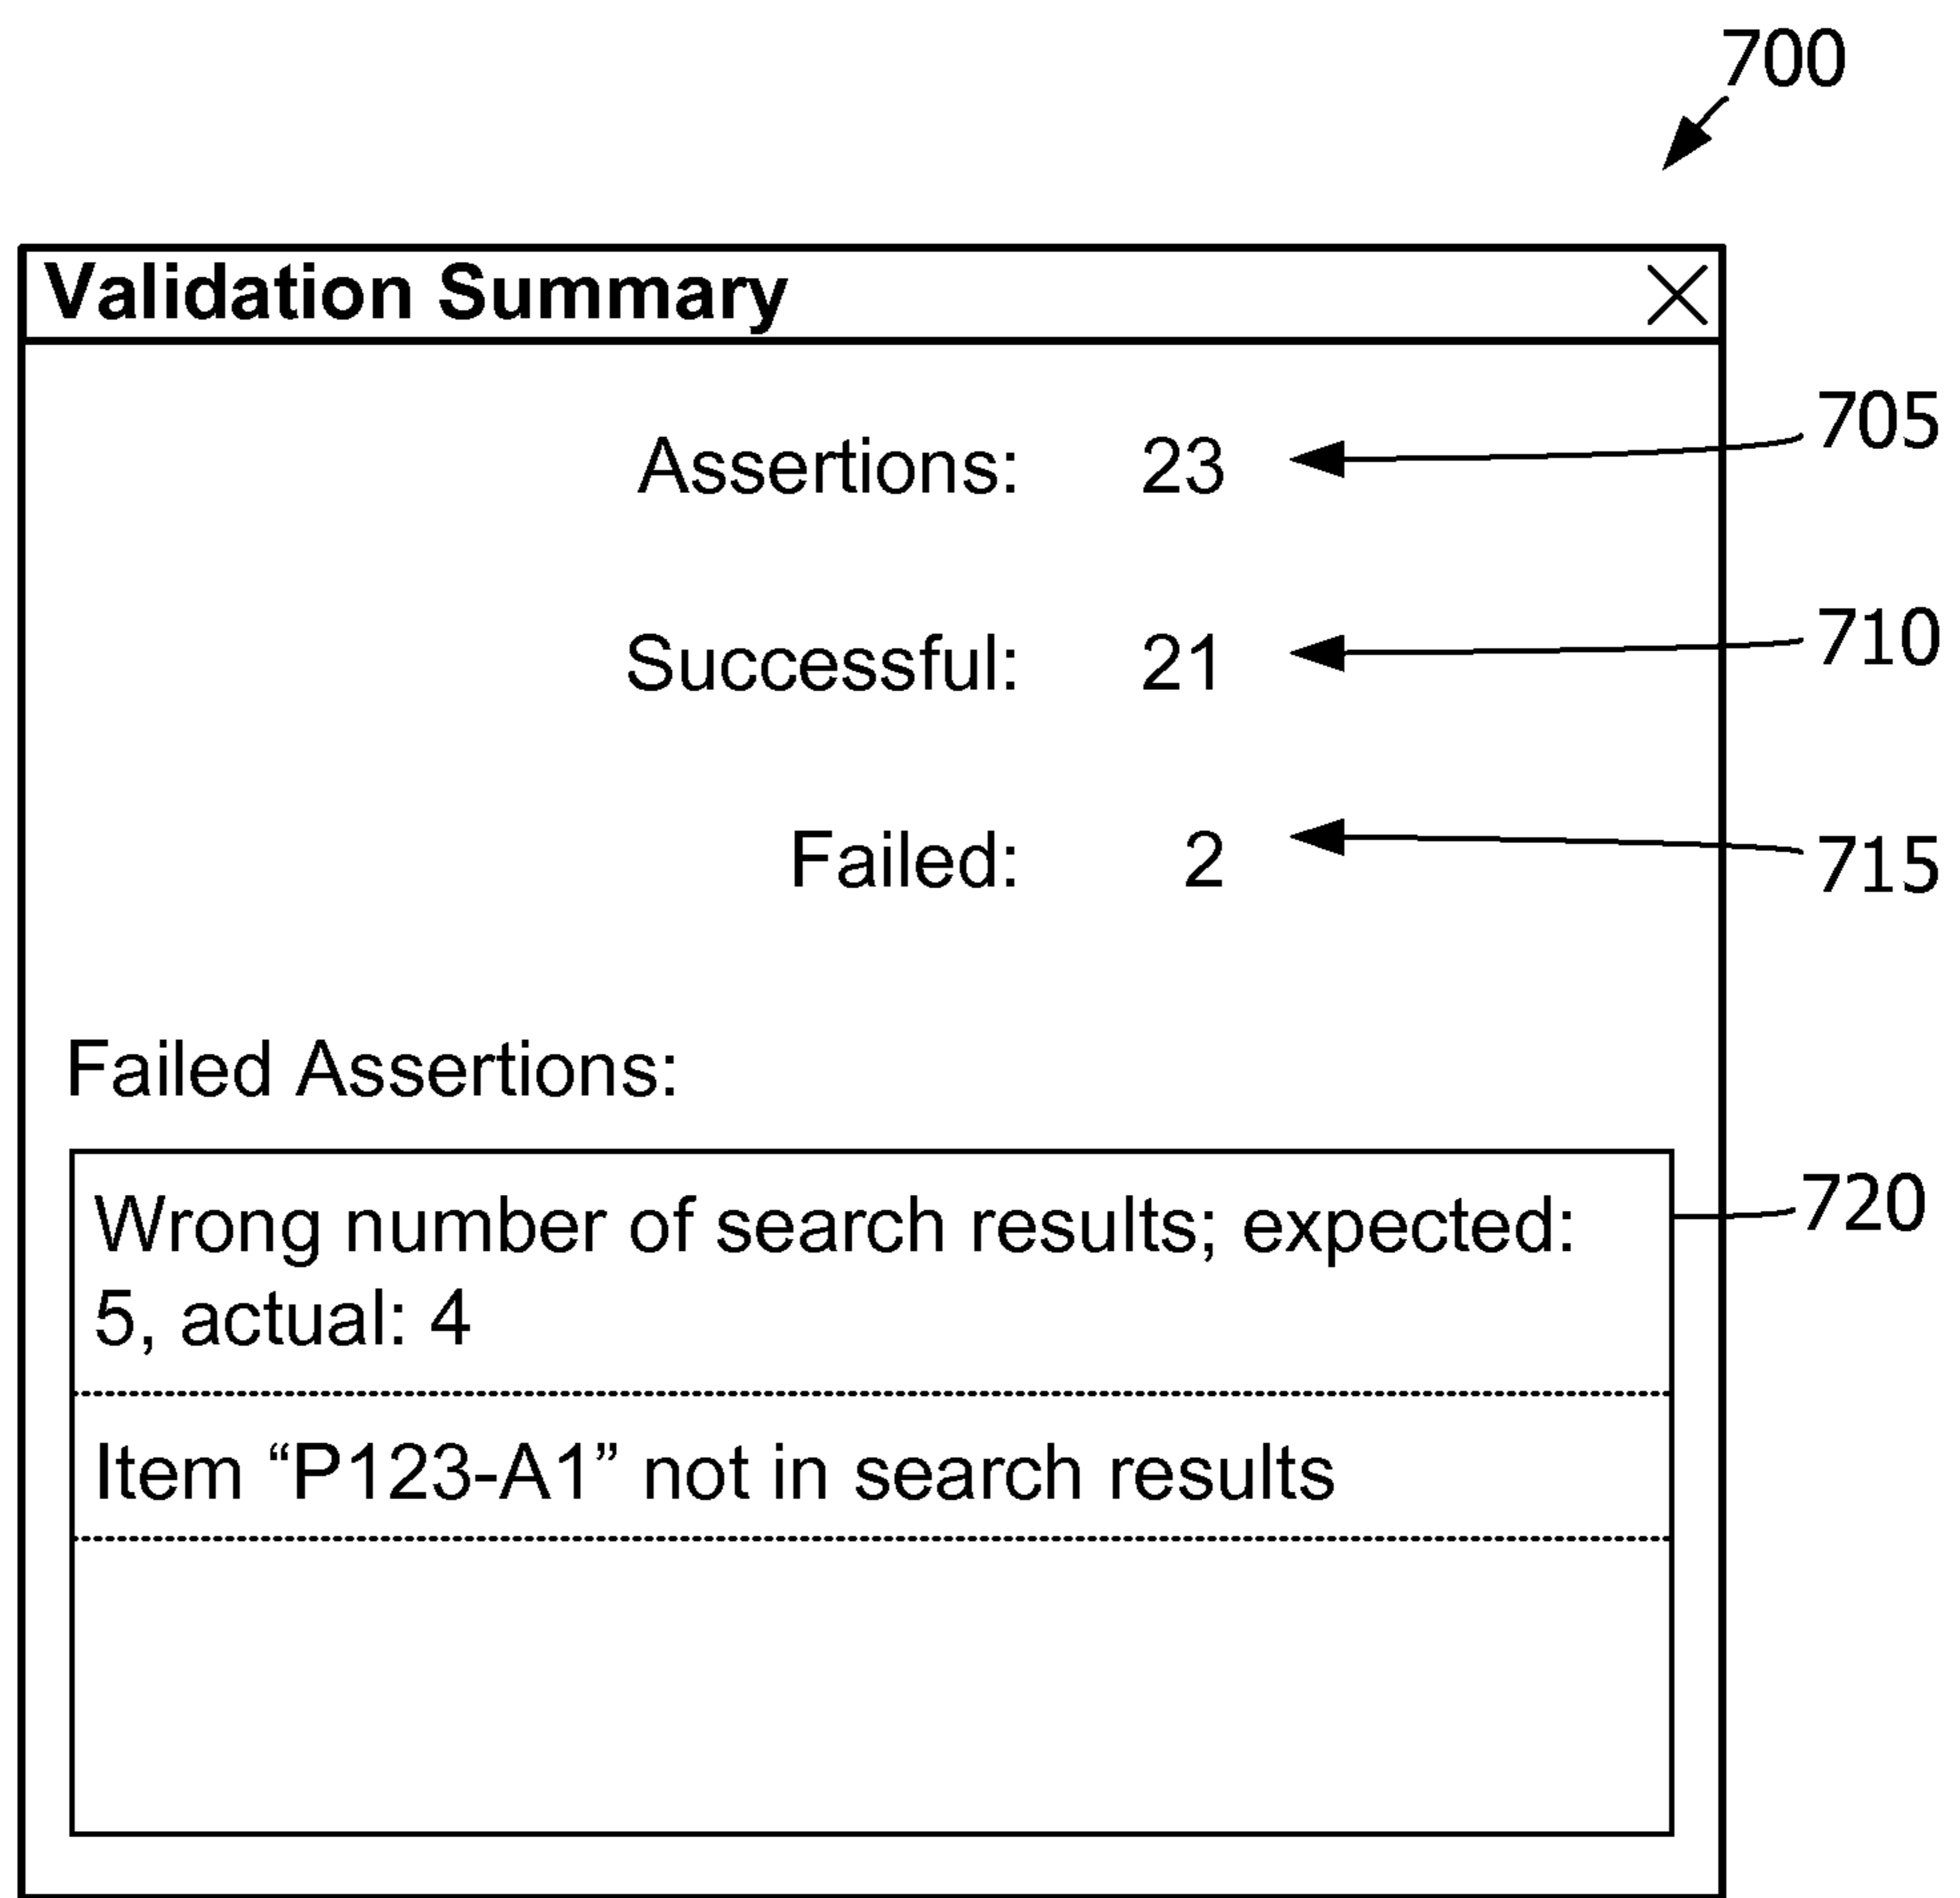 700
Validation Summary
Assertions: 23
705
Successful: 21
710
Failed: 2
715
Failed Assertions:
Wrong number of search results; expected:
5, actual: 4
720
Item “P123-A1” not in search results